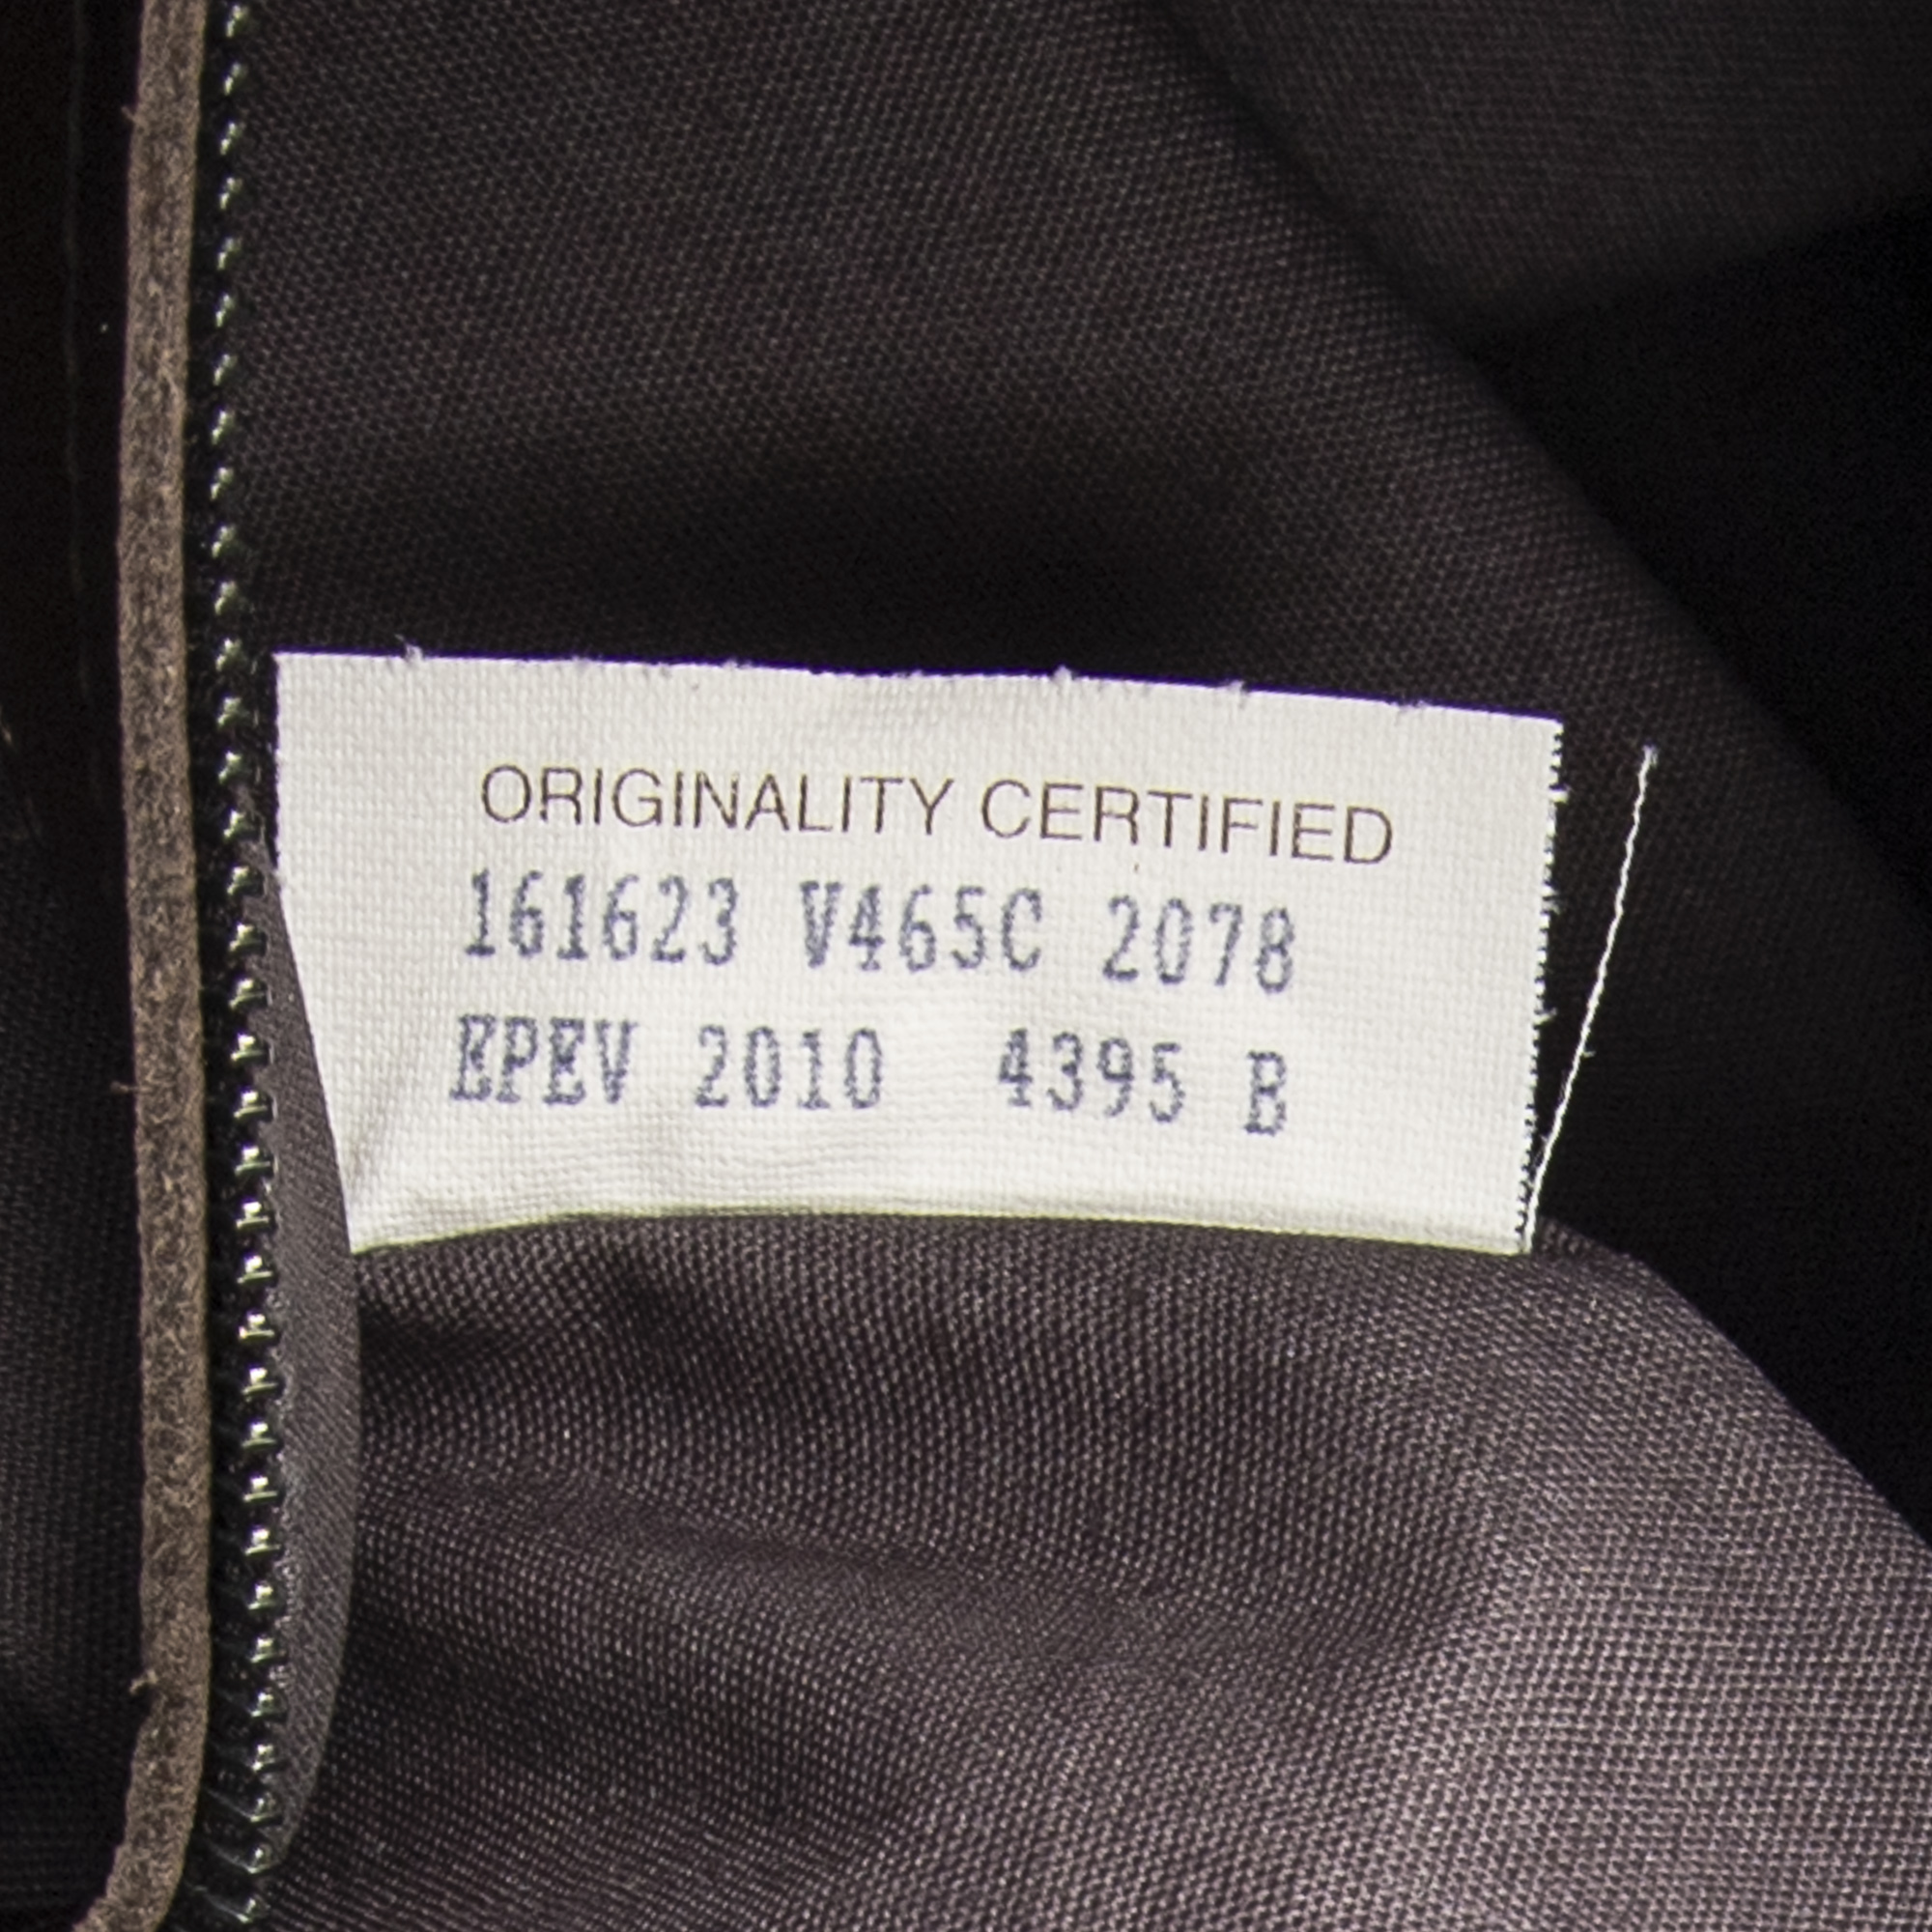 ORIGINALITY CERTIFIED
161623 V465C 2078
EPEV 2010 4395 B